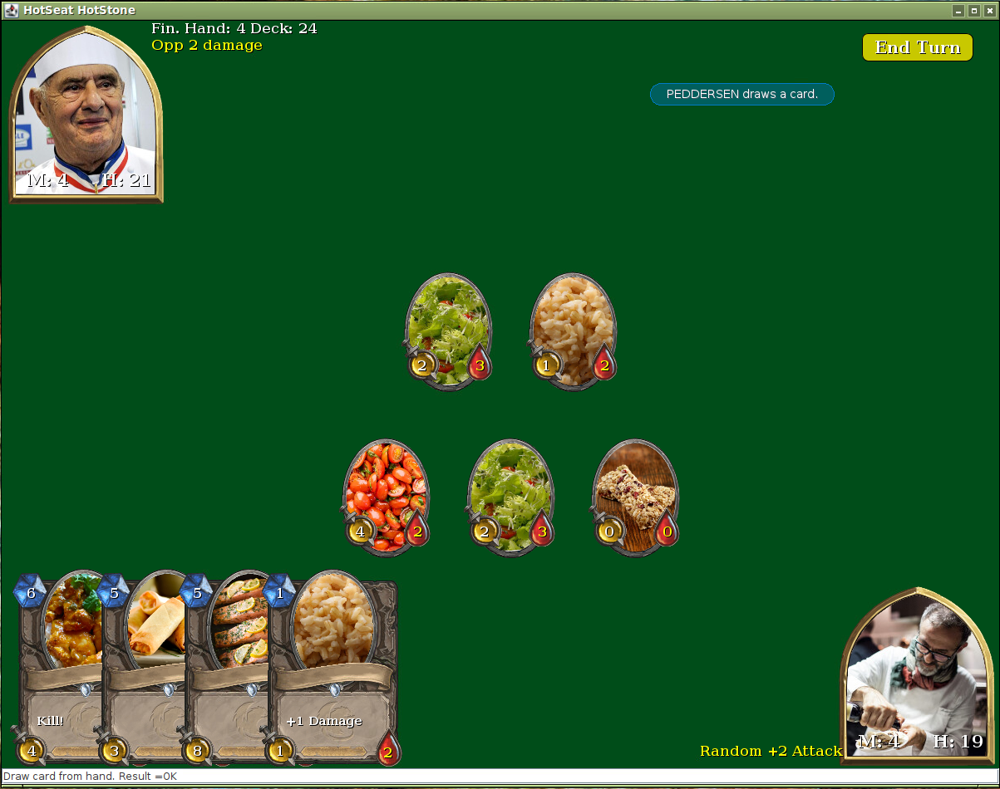 HotSeat HotStone
Fin. Hand: 4 Deck: 24
Opp 2 damage
End Turn
PEDDERSEN draws a card.
M: 4 H: 21
2 3
1 2
4 2
2 3
0 0
6
5
5
1
Kill!
+1 Damage
4
3
8
1 2
Random +2 Attack
M: 4 H: 19
Draw card from hand. Result =OK